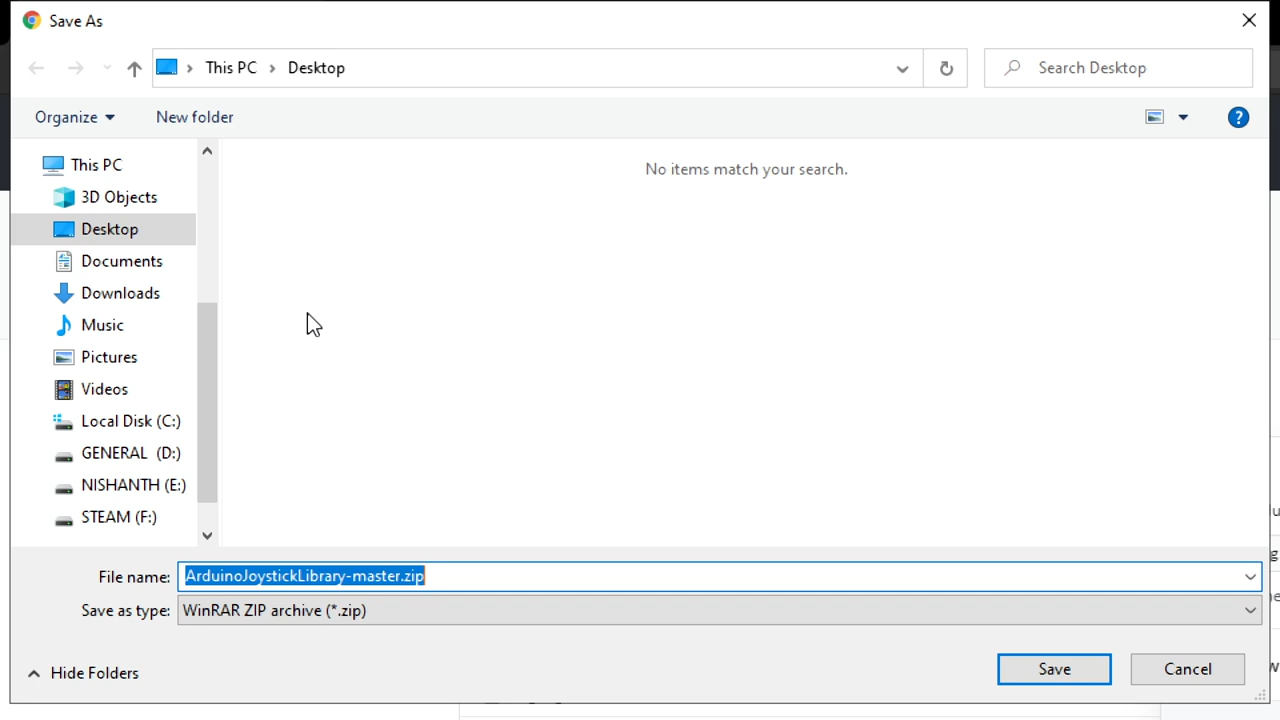 Save As
This PC
Desktop
Search Desktop
Organize
New folder
?
This PC
3D Objects
Desktop
Documents
Downloads
Music
Pictures
Videos
Local Disk (C:)
GENERAL (D:)
NISHANTH (E:)
STEAM (F:)
No items match your search.
File name: ArduinoJoystickLibrary-master.zip
Save as type: WinRAR ZIP archive (*.zip)
Hide Folders
Save
Cancel